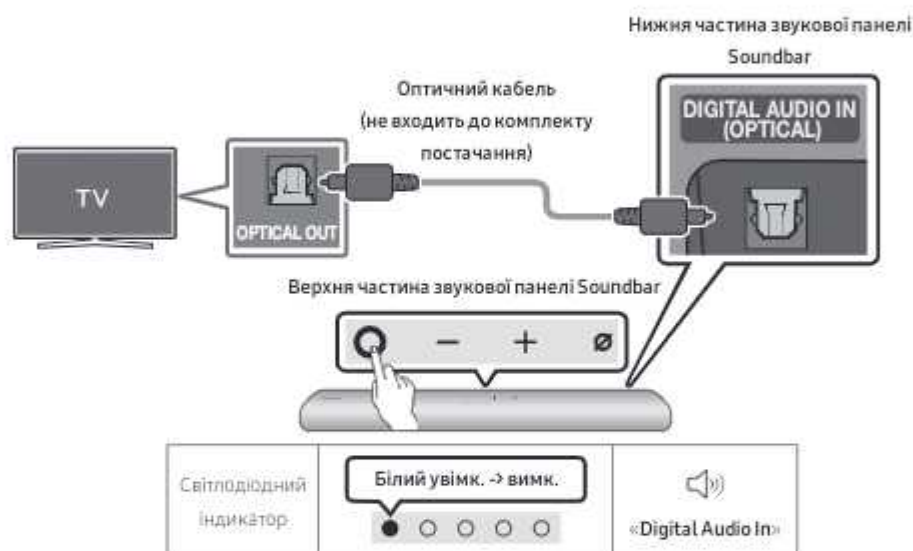 Нижня частина звукової панелі
Soundbar
Оптичний кабель
(не входить до комплекту
постачання)
DIGITAL AUDIO IN
(OPTICAL)
TV
OPTICAL OUT
Верхня частина звукової панелі Soundbar
Світлодіодний
індикатор
Білий увімк. -> вимк.
«Digital Audio In»